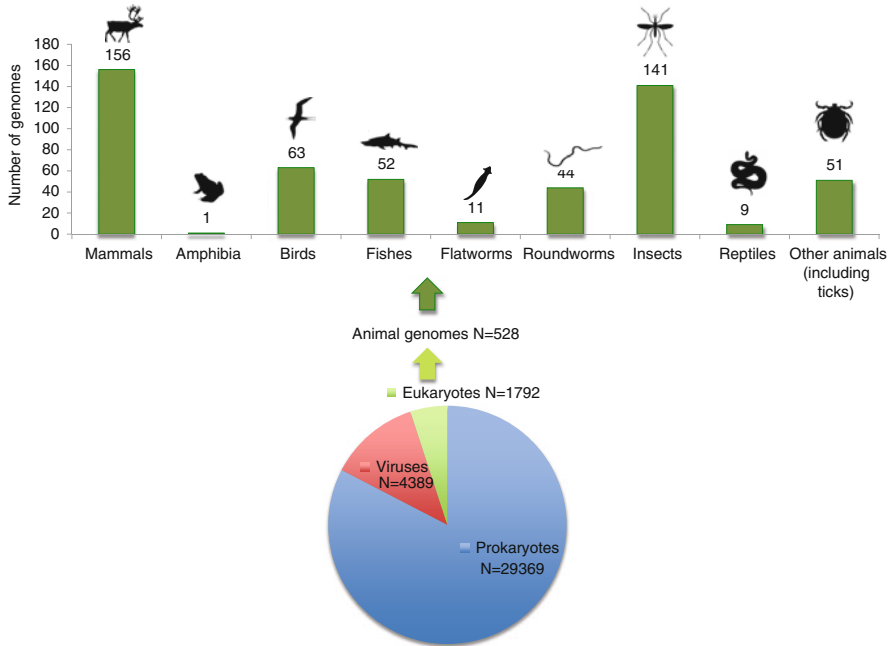 Number of genomes
180
160
140
120
100
80
60
40
20
0
156
1
63
52
11
44
141
9
51
Mammals
Amphibia
Birds
Fishes
Flatworms
Roundworms
Insects
Reptiles
Other animals
(including
ticks)
Animal genomes N=528
Eukaryotes N=1792
Viruses
N=4389
Prokaryotes
N=29369